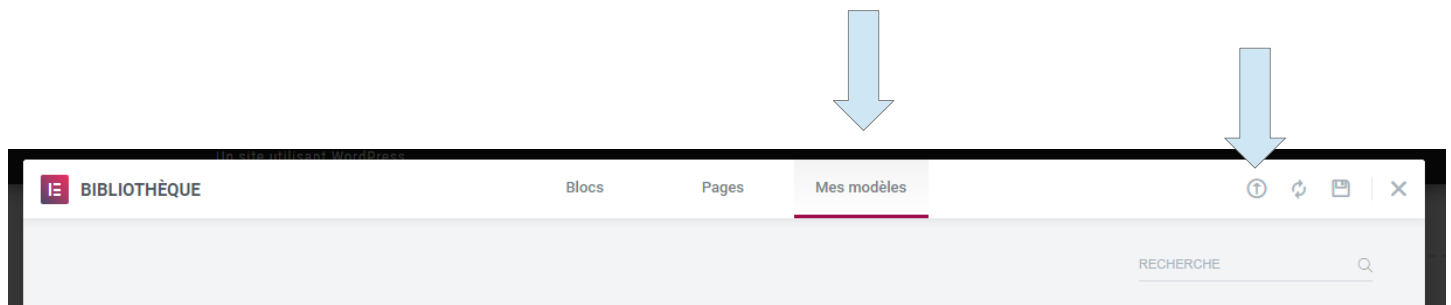 Un site utilisant WordPress
BIBLIOTHÈQUE
Blocs
Pages
Mes modèles
RECHERCHE